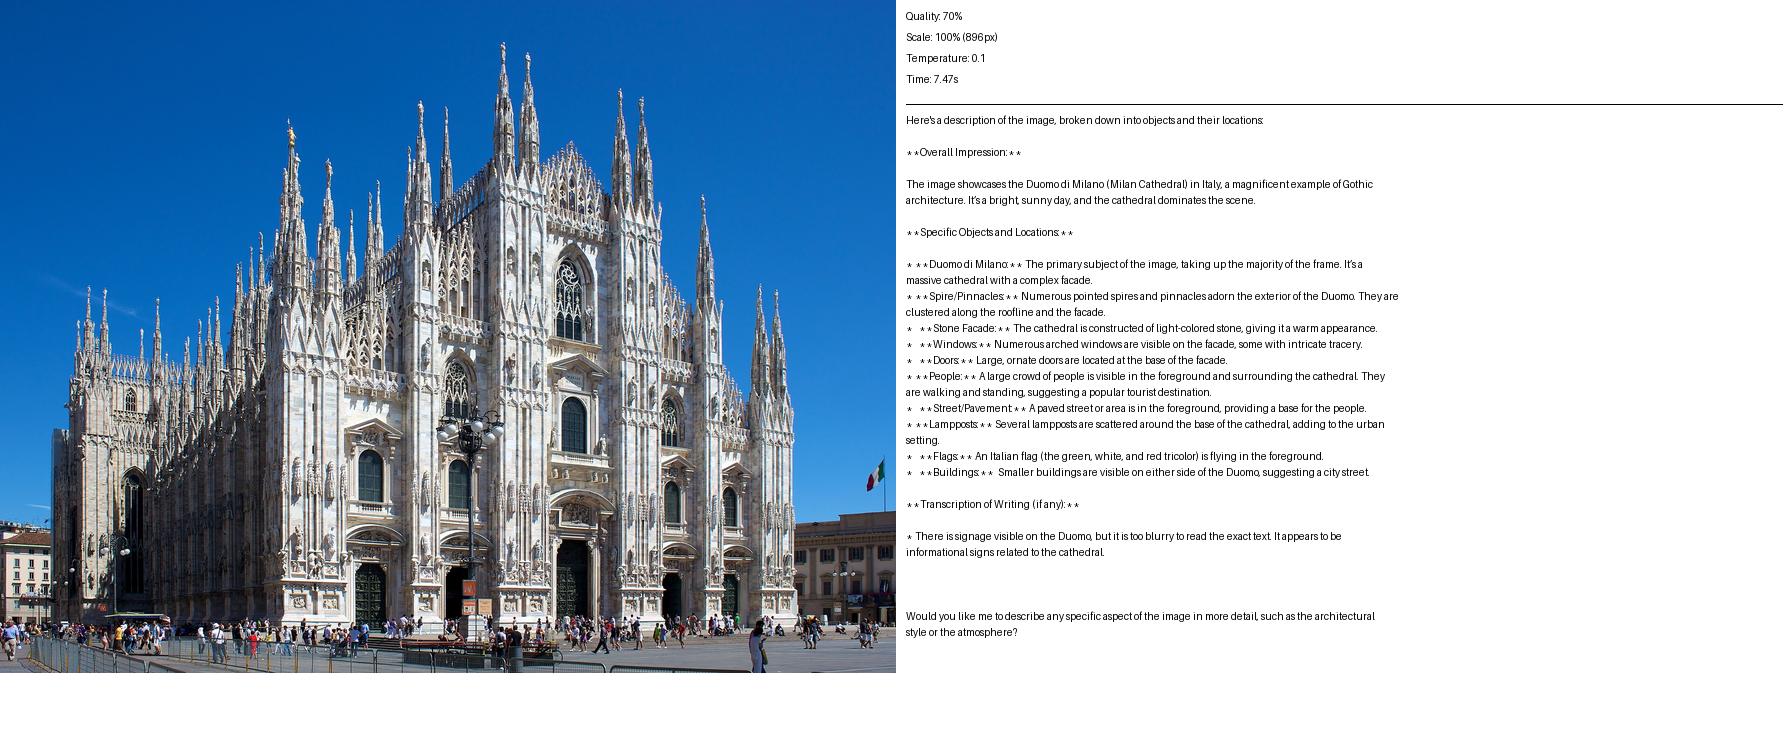 Quality: 70%
Scale: 100% (896px)
Temperature: 0.1
Time: 7.47s
Here's a description of the image, broken down into objects and their locations:
**Overall Impression:**
The image showcases the Duomo di Milano (Milan Cathedral) in Italy, a magnificent example of Gothic
architecture. It's a bright, sunny day, and the cathedral dominates the scene.
**Specific Objects and Locations:**
* **Duomo di Milano:** The primary subject of the image, taking up the majority of the frame. It's a
massive cathedral with a complex facade.
* **Spire/Pinnacles:** Numerous pointed spires and pinnacles adorn the exterior of the Duomo. They are
clustered along the roofline and the facade.
* **Stone Facade:** The cathedral is constructed of light-colored stone, giving it a warm appearance.
* **Windows:** Numerous arched windows are visible on the facade, some with intricate tracery.
* **Doors:** Large, ornate doors are located at the base of the facade.
* **People:** A large crowd of people is visible in the foreground and surrounding the cathedral. They
are walking and standing, suggesting a popular tourist destination.
* **Street/Pavement:** A paved street or area is in the foreground, providing a base for the people.
* **Lampposts:** Several lampposts are scattered around the base of the cathedral, adding to the urban
setting.
* **Flags:** An Italian flag (the green, white, and red tricolor) is flying in the foreground.
* **Buildings:** Smaller buildings are visible on either side of the Duomo, suggesting a city street.
**Transcription of Writing (if any):**
* There is signage visible on the Duomo, but it is too blurry to read the exact text. It appears to be
informational signs related to the cathedral.
Would you like me to describe any specific aspect of the image in more detail, such as the architectural
style or the atmosphere?